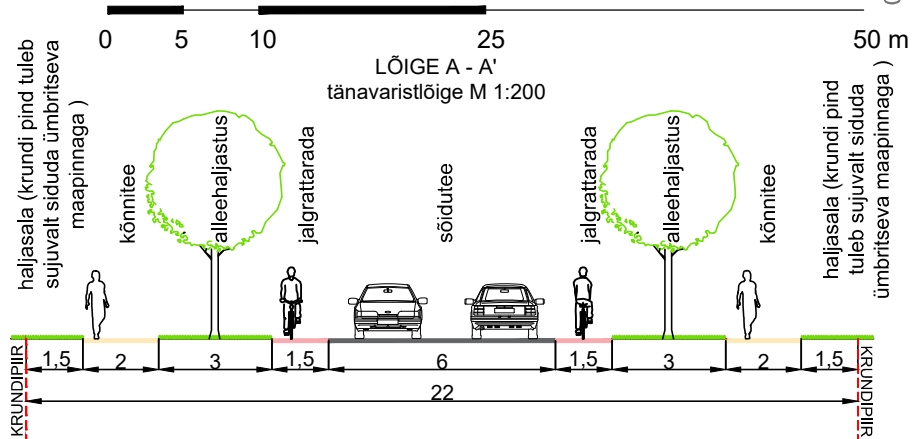 0 5 10 25 50 m
LÕIGE A - A'
tänavaristlõige M 1:200
haljasala (krundi pind tuleb
sujuvalt siduda ümbritseva
maapinnaga )
kõnnitee
alleehaljastus
jalgrattarada
sõidutee
jalgrattarada
alleehaljastus
kõnnitee
haljasala (krundi pind
tuleb sujuvalt siduda
ümbritseva maapinnaga )
KRUNDIPIIR
1,5 2 3 1,5 6 1,5 3 2 1,5
KRUNDIPIIR
22